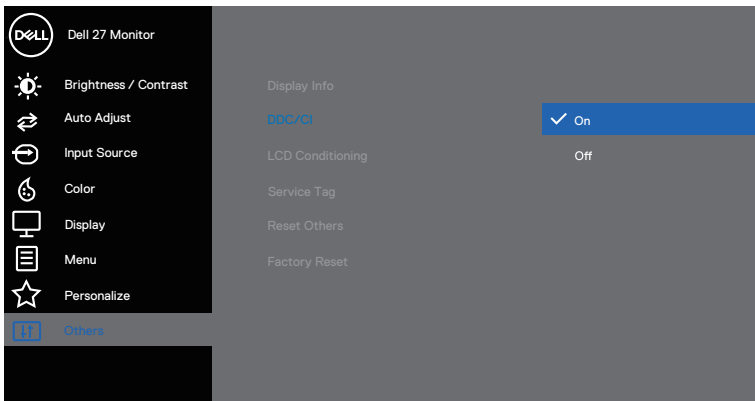 DELL Dell 27 Monitor
Brightness / Contrast
Auto Adjust
Input Source
Color
Display
Menu
Personalize
Others
Display Info
DDC/CI
LCD Conditioning
Service Tag
Reset Others
Factory Reset
On
Off